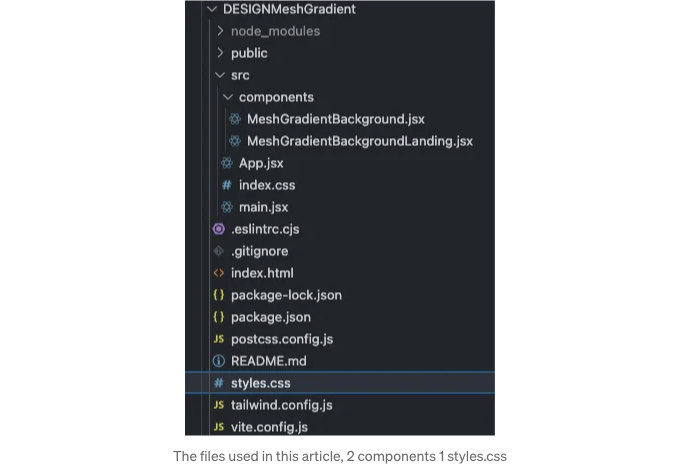 DESIGNMeshGradient
node_modules
public
src
components
MeshGradientBackground.jsx
MeshGradientBackgroundLanding.jsx
App.jsx
# index.css
main.jsx
.eslintrc.cjs
.gitignore
<> index.html
{} package-lock.json
{} package.json
JS postcss.config.js
README.md
# styles.css
JS tailwind.config.js
JS vite.config.js
The files used in this article, 2 components 1 styles.css